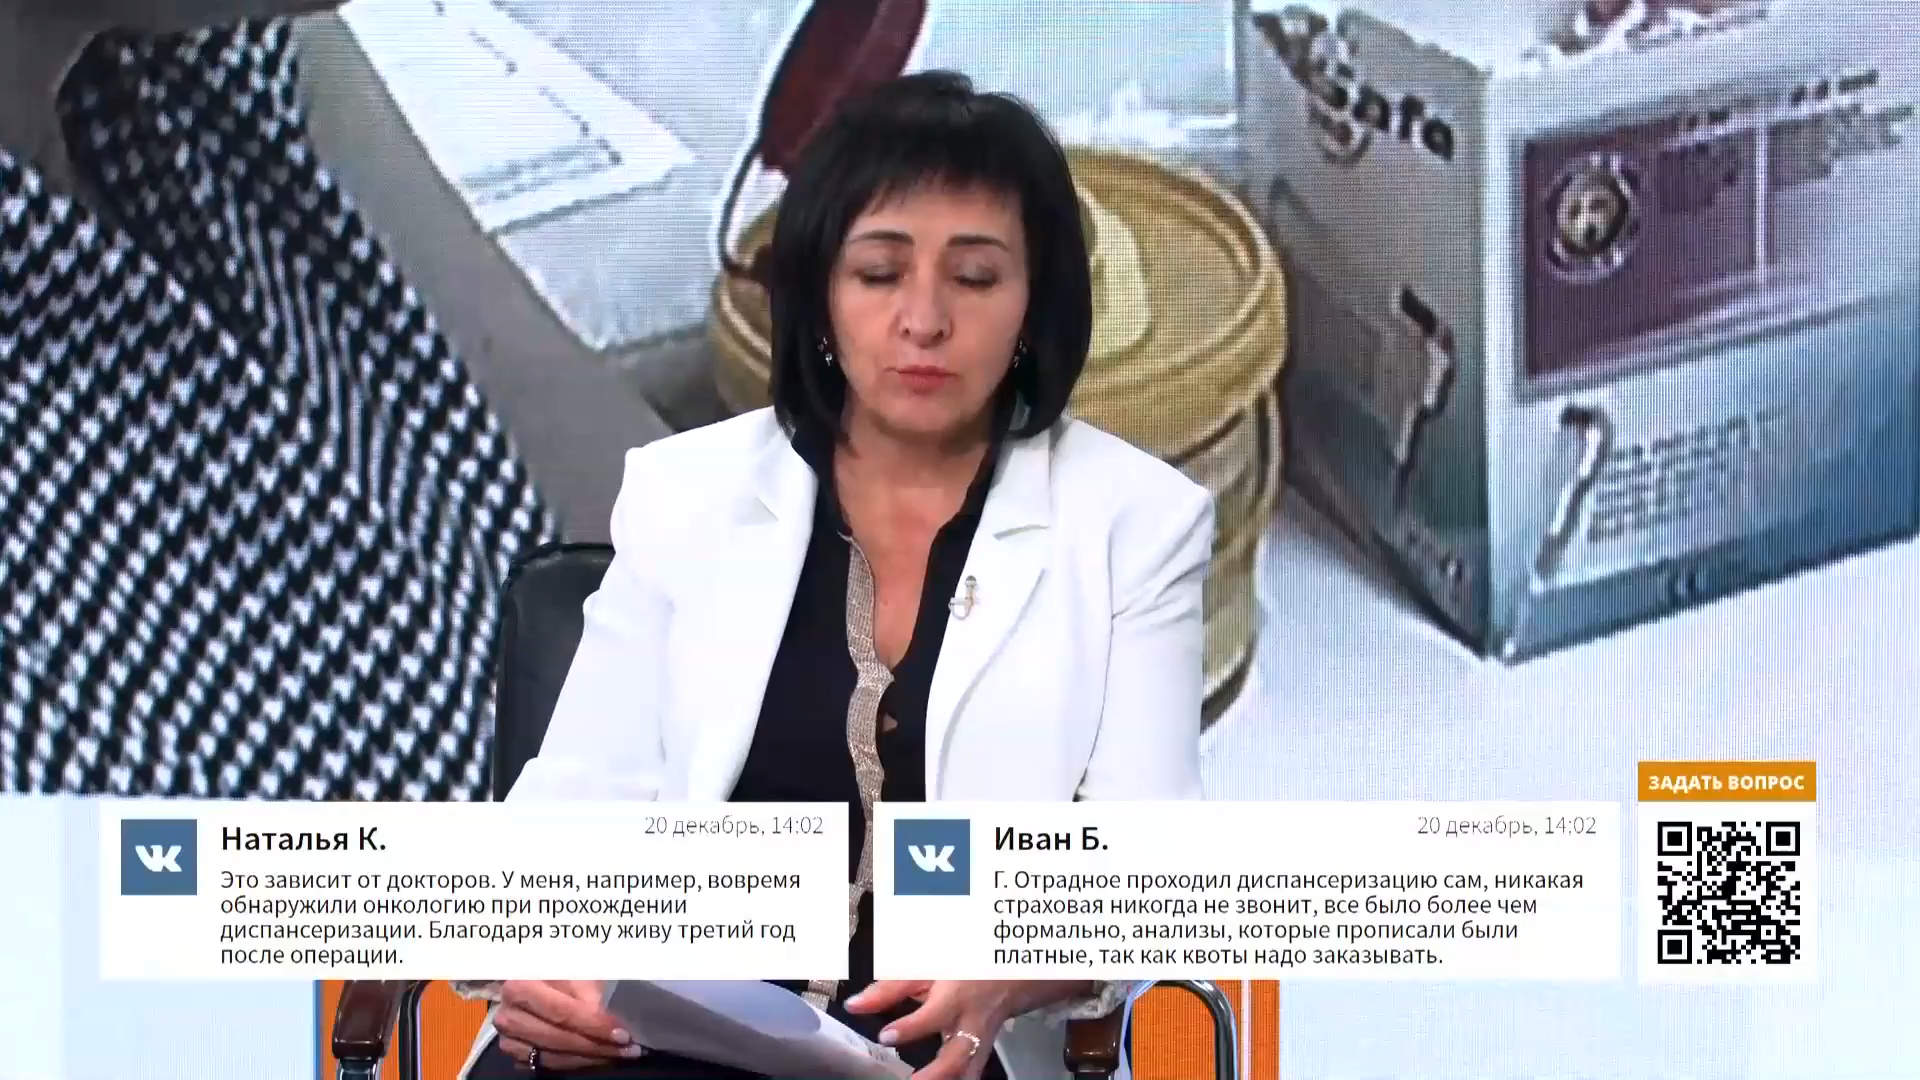 Safa
ЗАДАТЬ ВОПРОС
Наталья К.
20 декабрь, 14:02
Это зависит от докторов. У меня, например, вовремя
обнаружили онкологию при прохождении
диспансеризации. Благодаря этому живу третий год
после операции.
Иван Б.
20 декабрь, 14:02
Г. Отрадное проходил диспансеризацию сам, никакая
страховая никогда не звонит, все было более чем
формально, анализы, которые прописали были
платные, так как квоты надо заказывать.